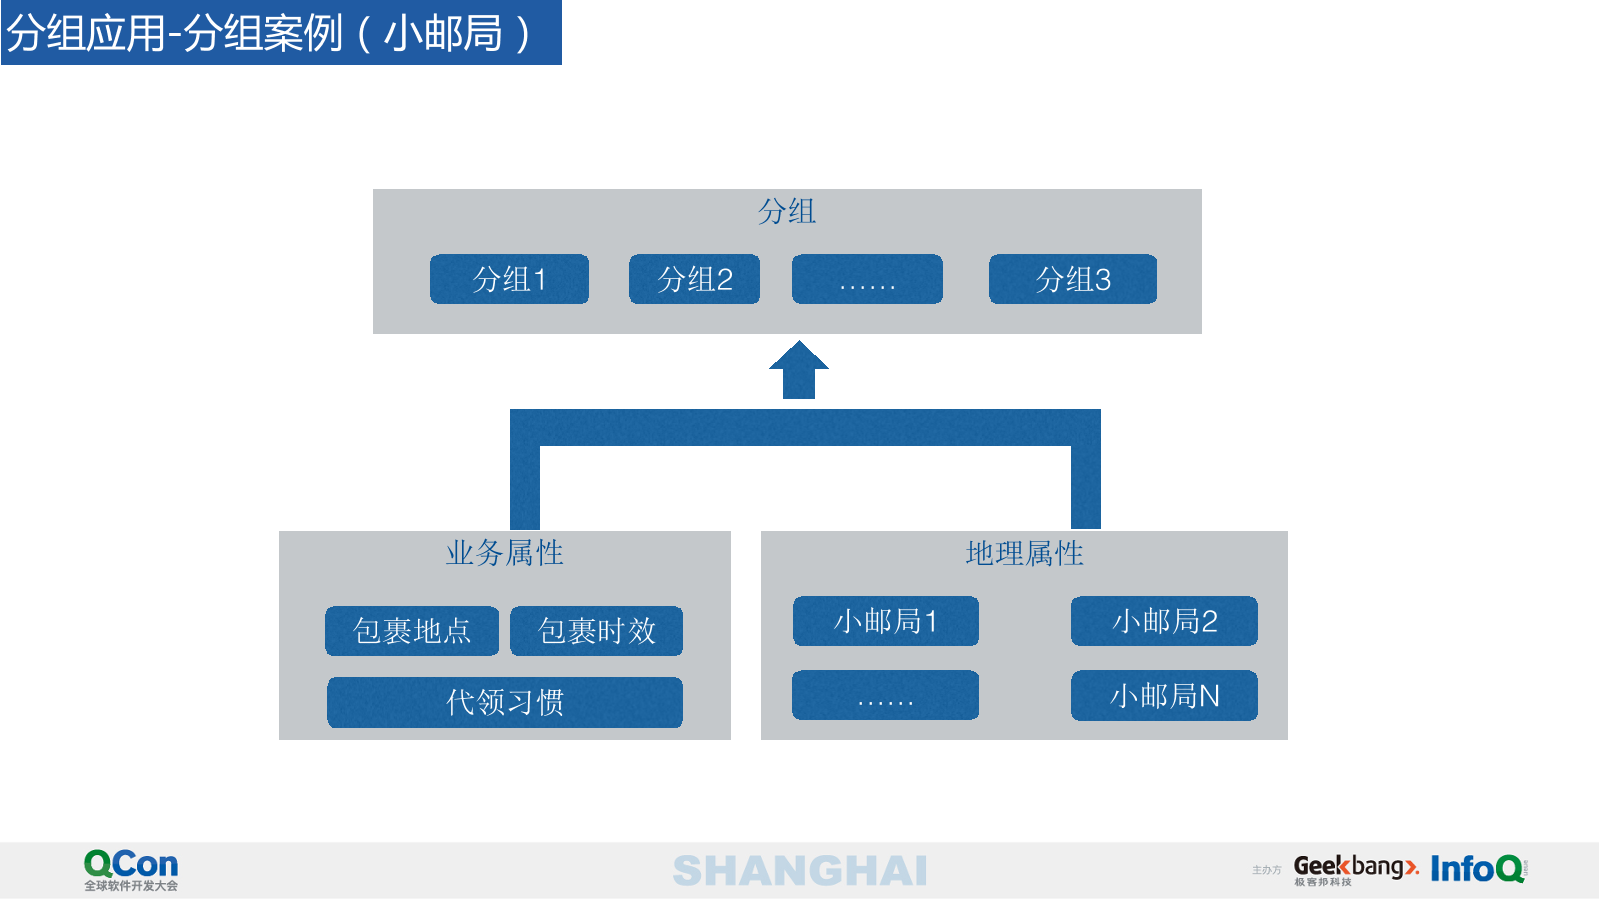 分组应用-分组案例（小邮局）
分组
分组1 分组2 …… 分组3
业务属性
包裹地点 包裹时效
代领习惯
地理属性
小邮局1 小邮局2
…… 小邮局N
QCon
全球软件开发大会
SHANGHAI
主办方
Geekbang>.
极客邦科技
InfoQ